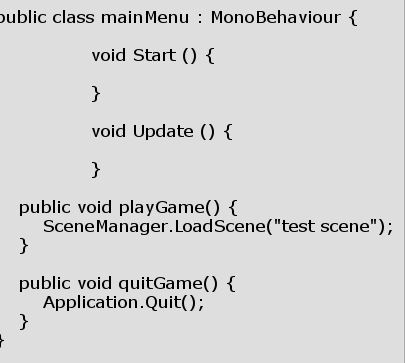 public class mainMenu : MonoBehaviour {
void Start () {
}
void Update () {
}
public void playGame() {
SceneManager.LoadScene("test scene");
}
public void quitGame() {
Application.Quit();
}
}